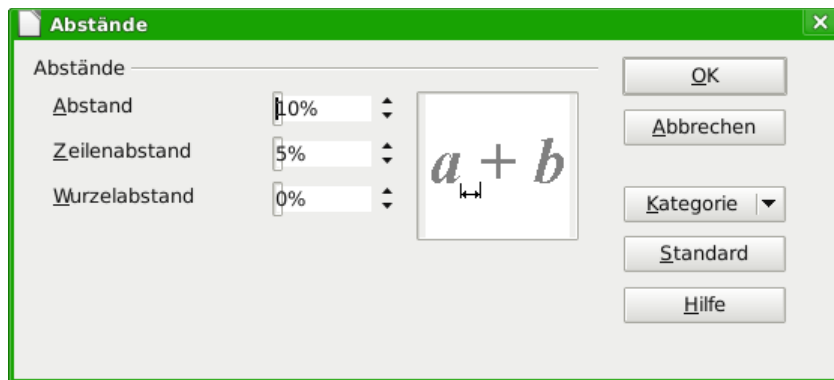 Abstände
Abstände
Abstand 10%
Zeilenabstand 5%
Wurzelabstand 0%
a + b
OK
Abbrechen
Kategorie
Standard
Hilfe